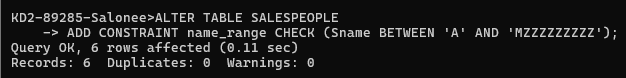 KD2-89285-Salonee>ALTER TABLE SALESPEOPLE
-> ADD CONSTRAINT name_range CHECK (Sname BETWEEN 'A' AND 'MZZZZZZZZZ');
Query OK, 6 rows affected (0.11 sec)
Records: 6  Duplicates: 0  Warnings: 0